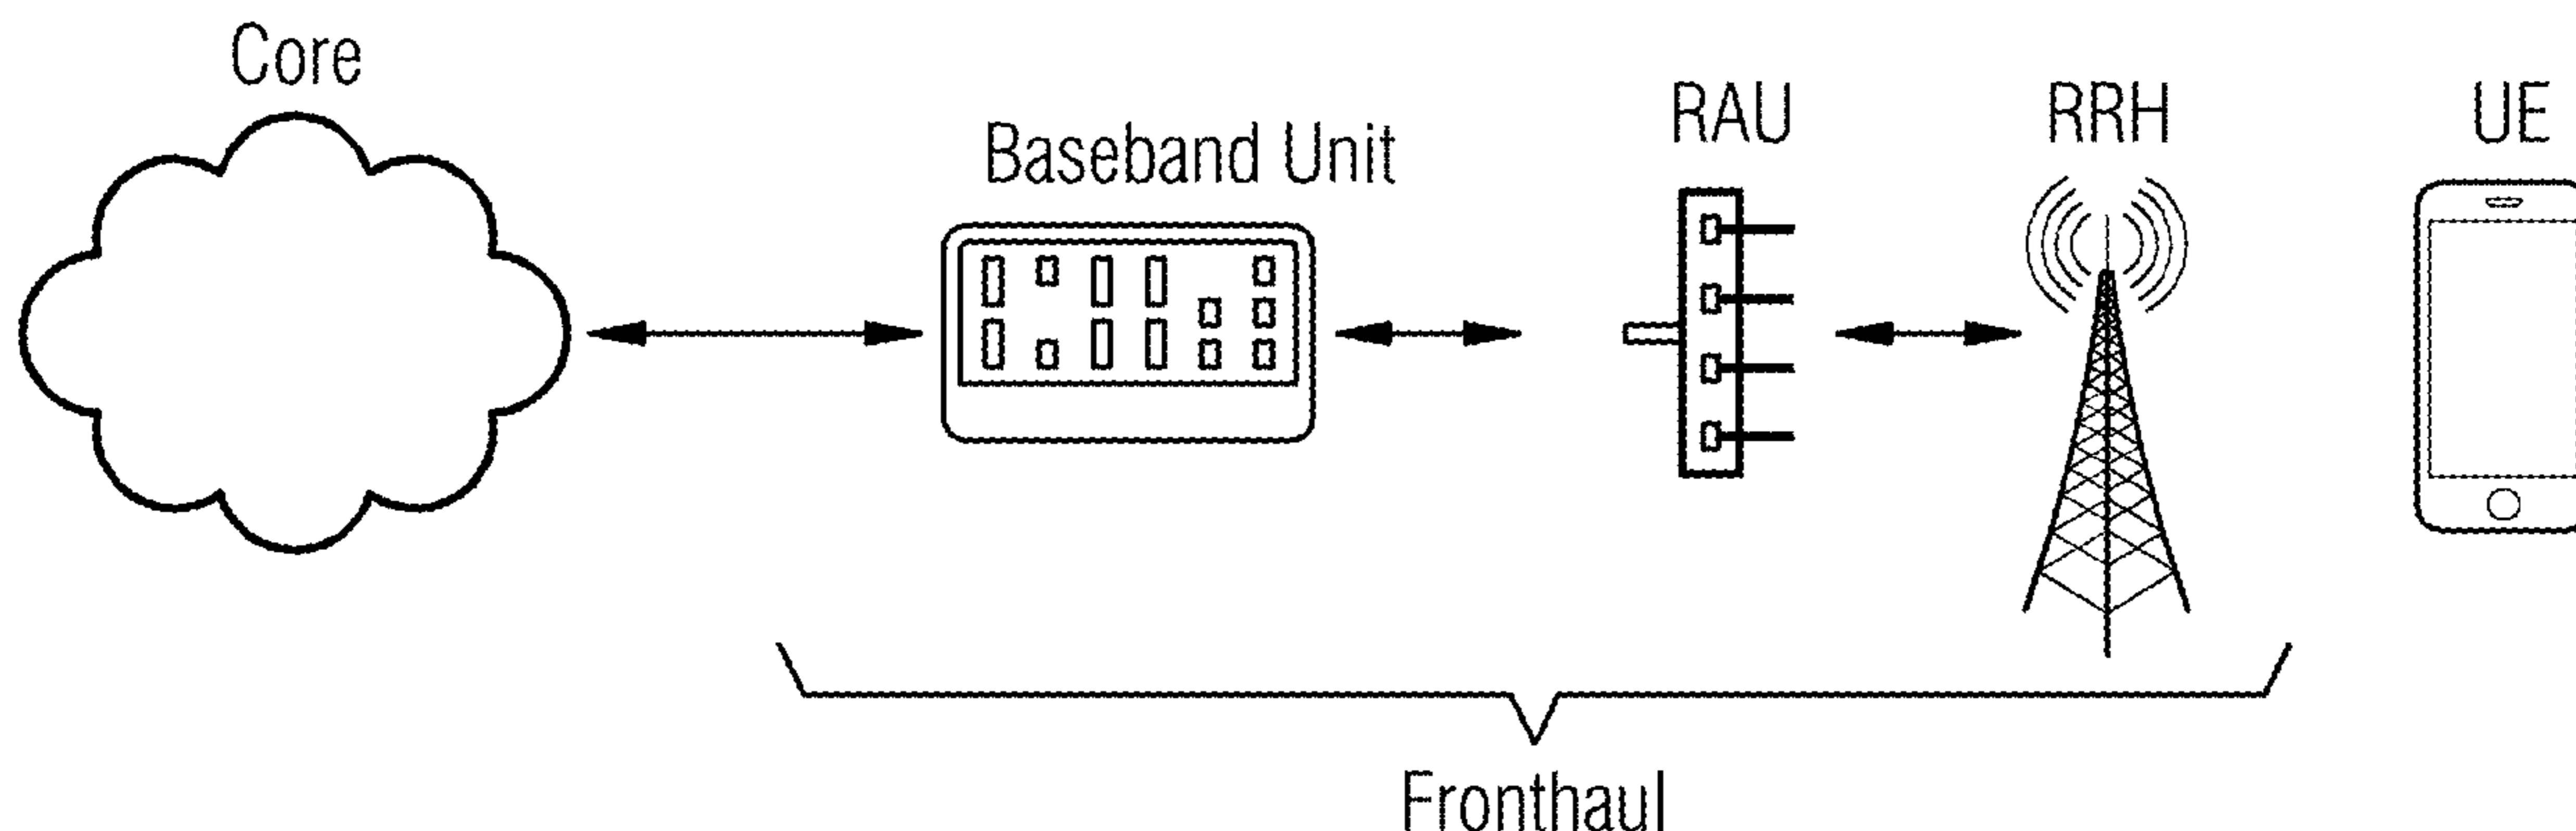 Core
Baseband Unit
RAU
RRH
UE
Fronthaul